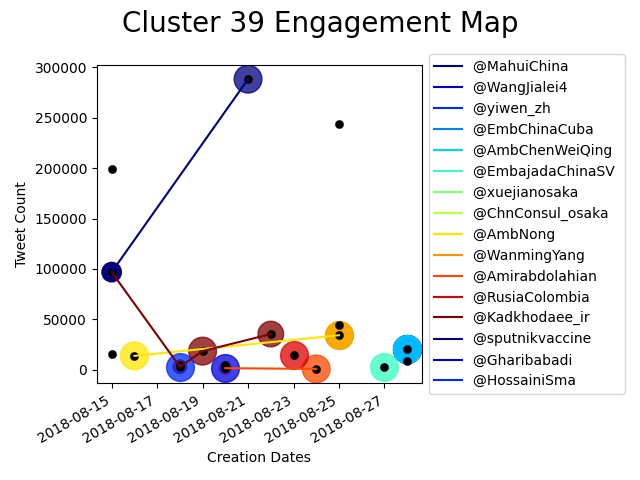 Cluster 39 Engagement Map
Tweet Count
300000
250000
200000
150000
100000
50000
0
2018-08-15
2018-08-17
2018-08-19
2018-08-21
2018-08-23
2018-08-25
2018-08-27
Creation Dates
@MahuiChina
@WangJialei4
@yiwen_zh
@EmbChinaCuba
@AmbChenWeiQing
@EmbajadaChinaSV
@xuejianosaka
@ChnConsul_osaka
@AmbNong
@WanmingYang
@Amirabdolahian
@RusiaColombia
@Kadkhodaee_ir
@sputnikvaccine
@Gharibabadi
@HossainiSma